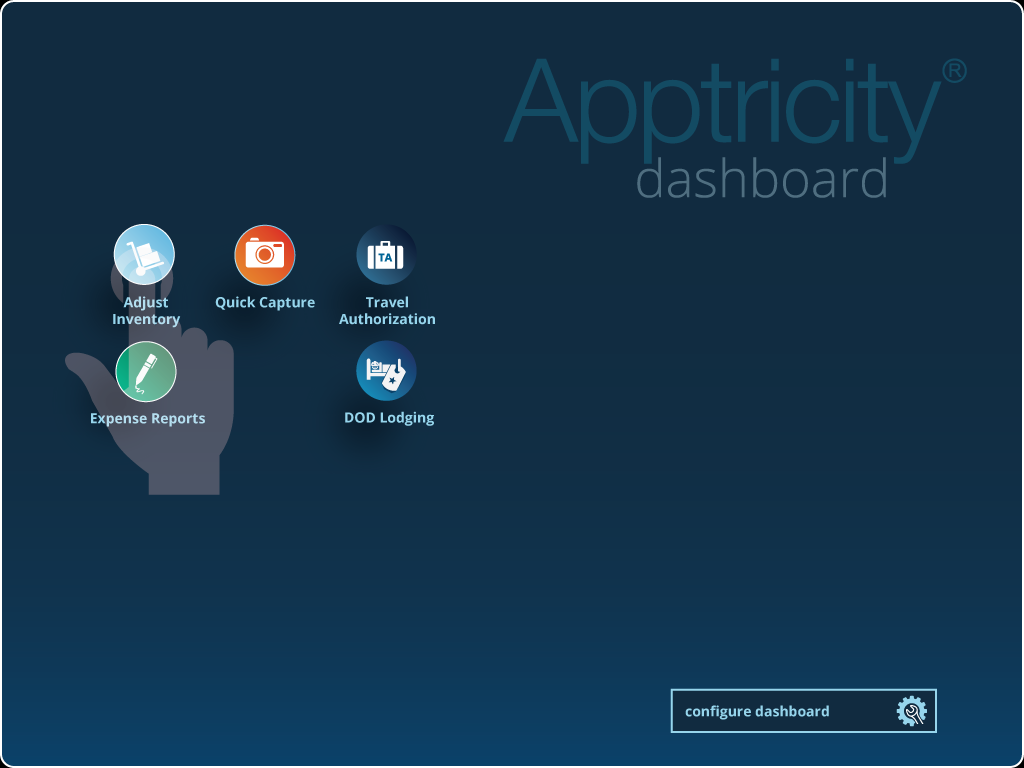 Apptricity®
dashboard
Adjust
Inventory
Quick Capture
TA
Travel
Authorization
Expense Reports
DOD Lodging
configure dashboard